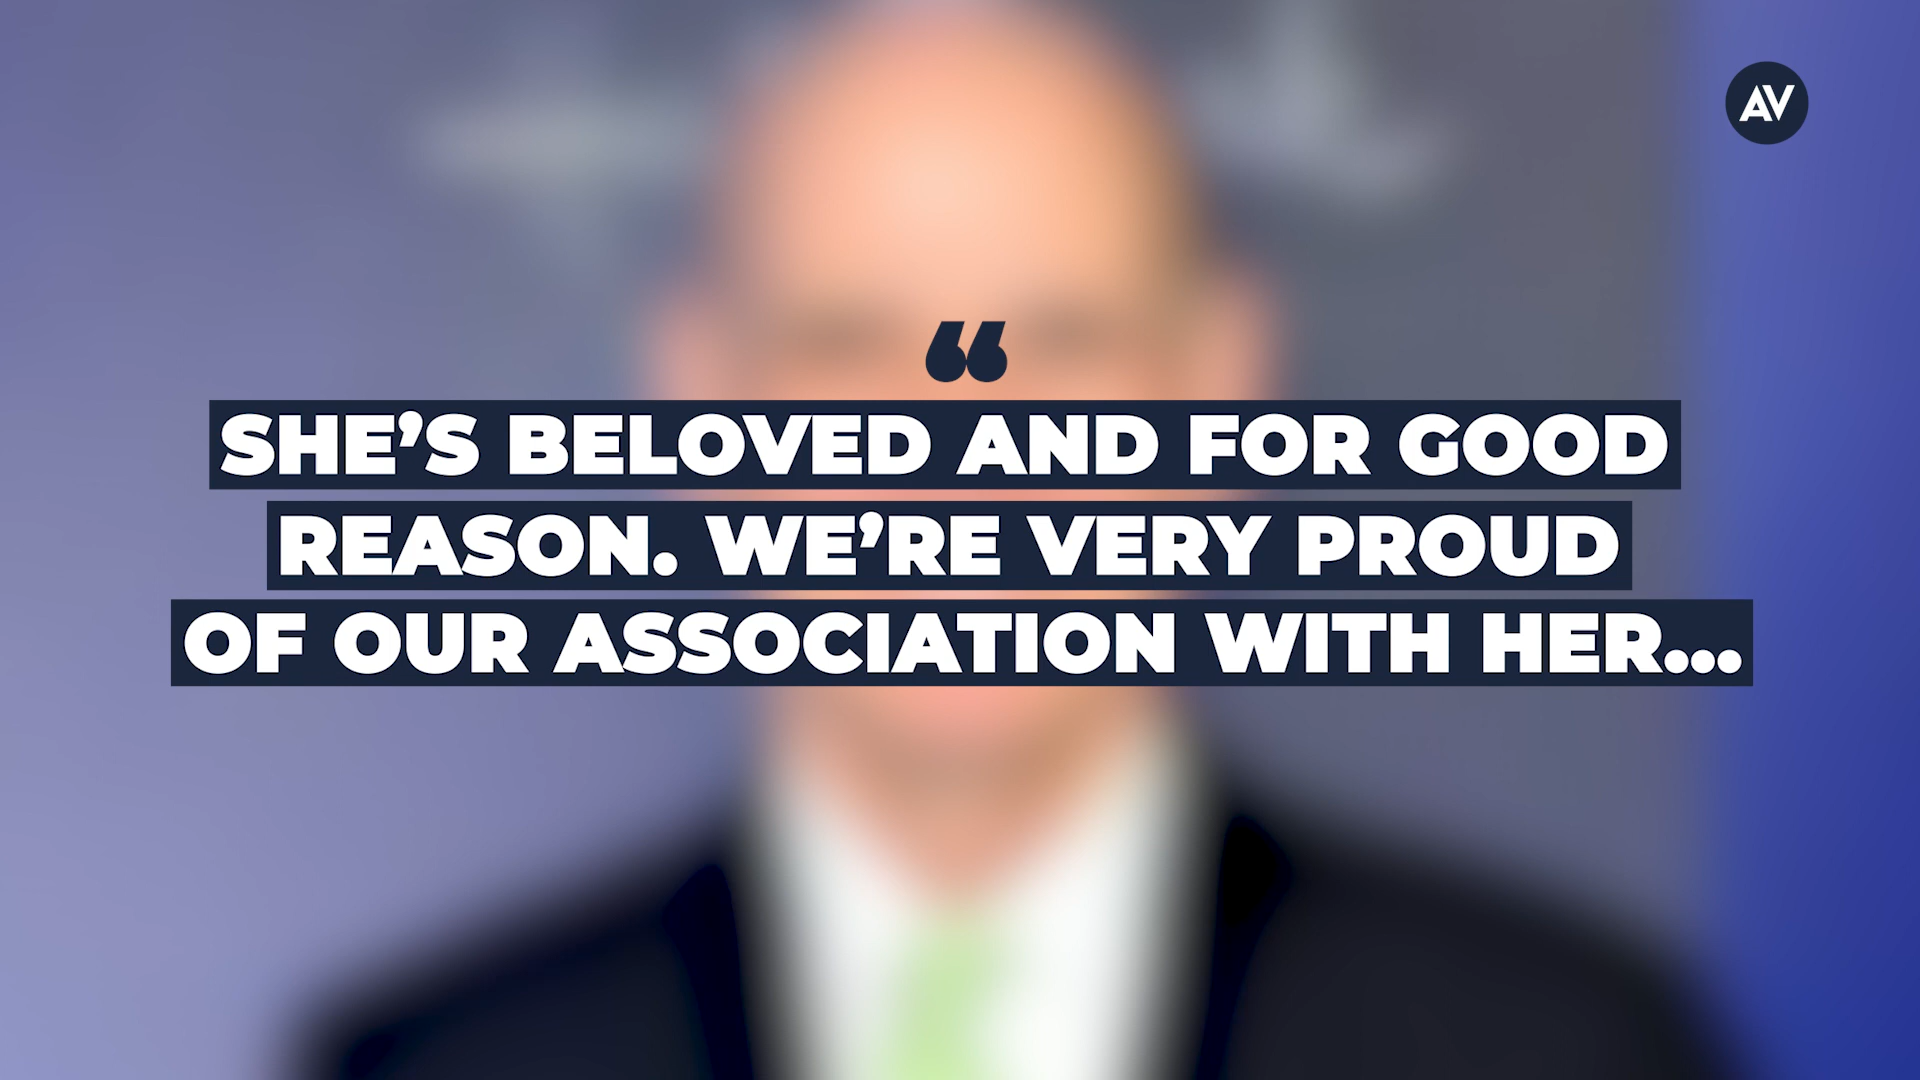 AV
“
SHE’S BELOVED AND FOR GOOD
REASON. WE’RE VERY PROUD
OF OUR ASSOCIATION WITH HER...